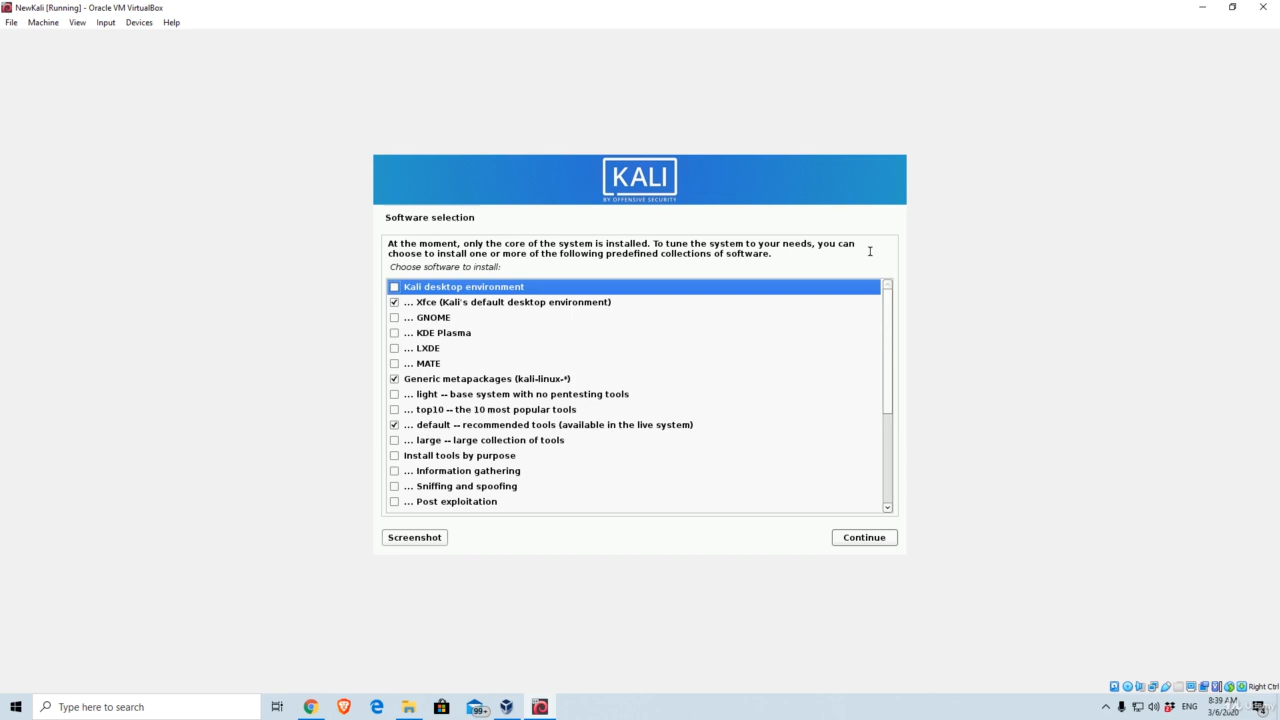 NewKali [Running] - Oracle VM VirtualBox
File Machine View Input Devices Help
KALI
BY OFFENSIVE SECURITY
Software selection
At the moment, only the core of the system is installed. To tune the system to your needs, you can
choose to install one or more of the following predefined collections of software.
Choose software to install:
Kali desktop environment
... Xfce (Kali's default desktop environment)
... GNOME
... KDE Plasma
... LXDE
... MATE
Generic metapackages (kali-linux-*)
... light -- base system with no pentesting tools
... top10 -- the 10 most popular tools
... default -- recommended tools (available in the live system)
... large -- large collection of tools
Install tools by purpose
... Information gathering
... Sniffing and spoofing
... Post exploitation
Screenshot Continue
Right Ctrl
Type here to search 99+ ENG 8:39 AM
3/6/2020 4